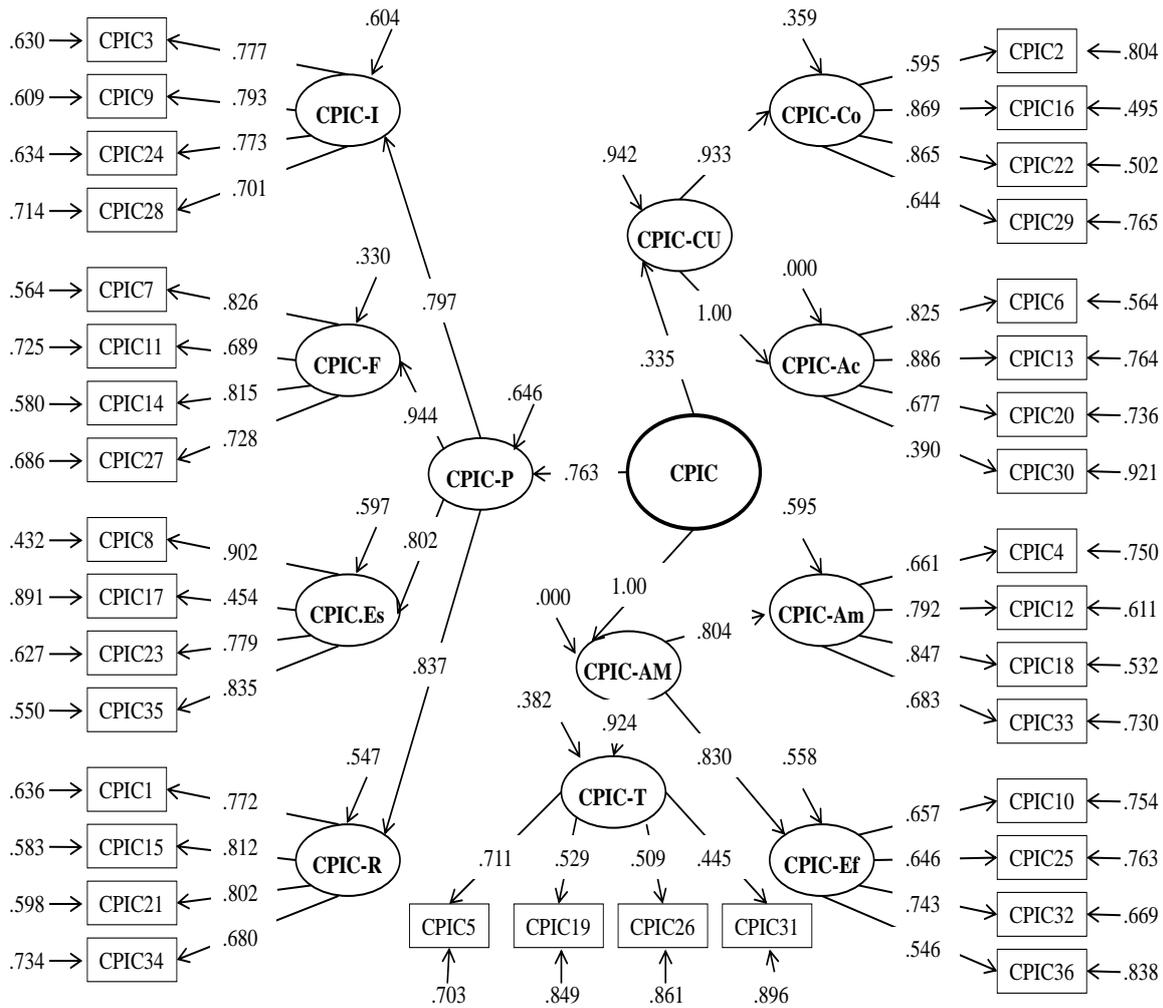 .604
.630 CPIC3 .777
.609 CPIC9 .793
CPIC-I
.634 CPIC24 .773
.714 CPIC28 .701
.330
.564 CPIC7 .826
.725 CPIC11 .689
CPIC-F
.580 CPIC14 .815
.686 CPIC27 .728
.597
.432 CPIC8 .902
.891 CPIC17 .454
CPIC.Es
.627 CPIC23 .779
.550 CPIC35 .835
.547
.636 CPIC1 .772
.583 CPIC15 .812
CPIC-R
.598 CPIC21 .802
.734 CPIC34 .680
.797
.944
.646
CPIC-P
.763
.802
.837
CPIC
.335
.942
.933
CPIC-CU
1.00
1.00
.000
CPIC-AM
.804
.830
.382
.924
CPIC-T
.711 .529 .509 .445
CPIC5 CPIC19 CPIC26 CPIC31
.703 .849 .861 .896
.359
.595 CPIC2 .804
CPIC-Co
.869 CPIC16 .495
.865 CPIC22 .502
.644 CPIC29 .765
.000
.825 CPIC6 .564
CPIC-Ac
.886 CPIC13 .764
.677 CPIC20 .736
.390 CPIC30 .921
.595
.661 CPIC4 .750
CPIC-Am
.792 CPIC12 .611
.847 CPIC18 .532
.683 CPIC33 .730
.558
.657 CPIC10 .754
CPIC-Ef
.646 CPIC25 .763
.743 CPIC32 .669
.546 CPIC36 .838